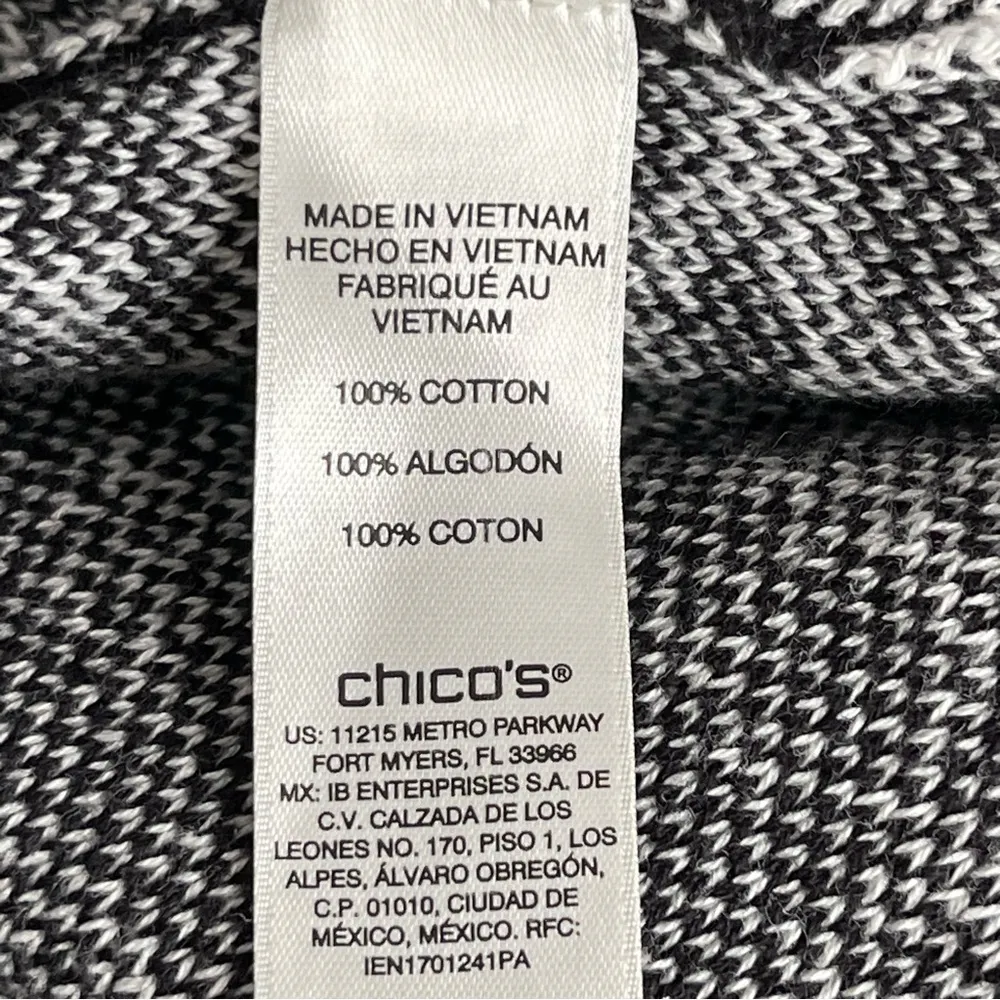 MADE IN VIETNAM
HECHO EN VIETNAM
FABRIQUÉ AU
VIETNAM
100% COTTON
100% ALGODÓN
100% COTON
chico's®
US: 11215 METRO PARKWAY
FORT MYERS, FL 33966
MX: IB ENTERPRISES S.A. DE
C.V. CALZADA DE LOS
LEONES NO. 170, PISO 1, LOS
ALPES, ÁLVARO OBREGÓN,
C.P. 01010, CIUDAD DE
MÉXICO, MÉXICO. RFC:
IEN1701241PA